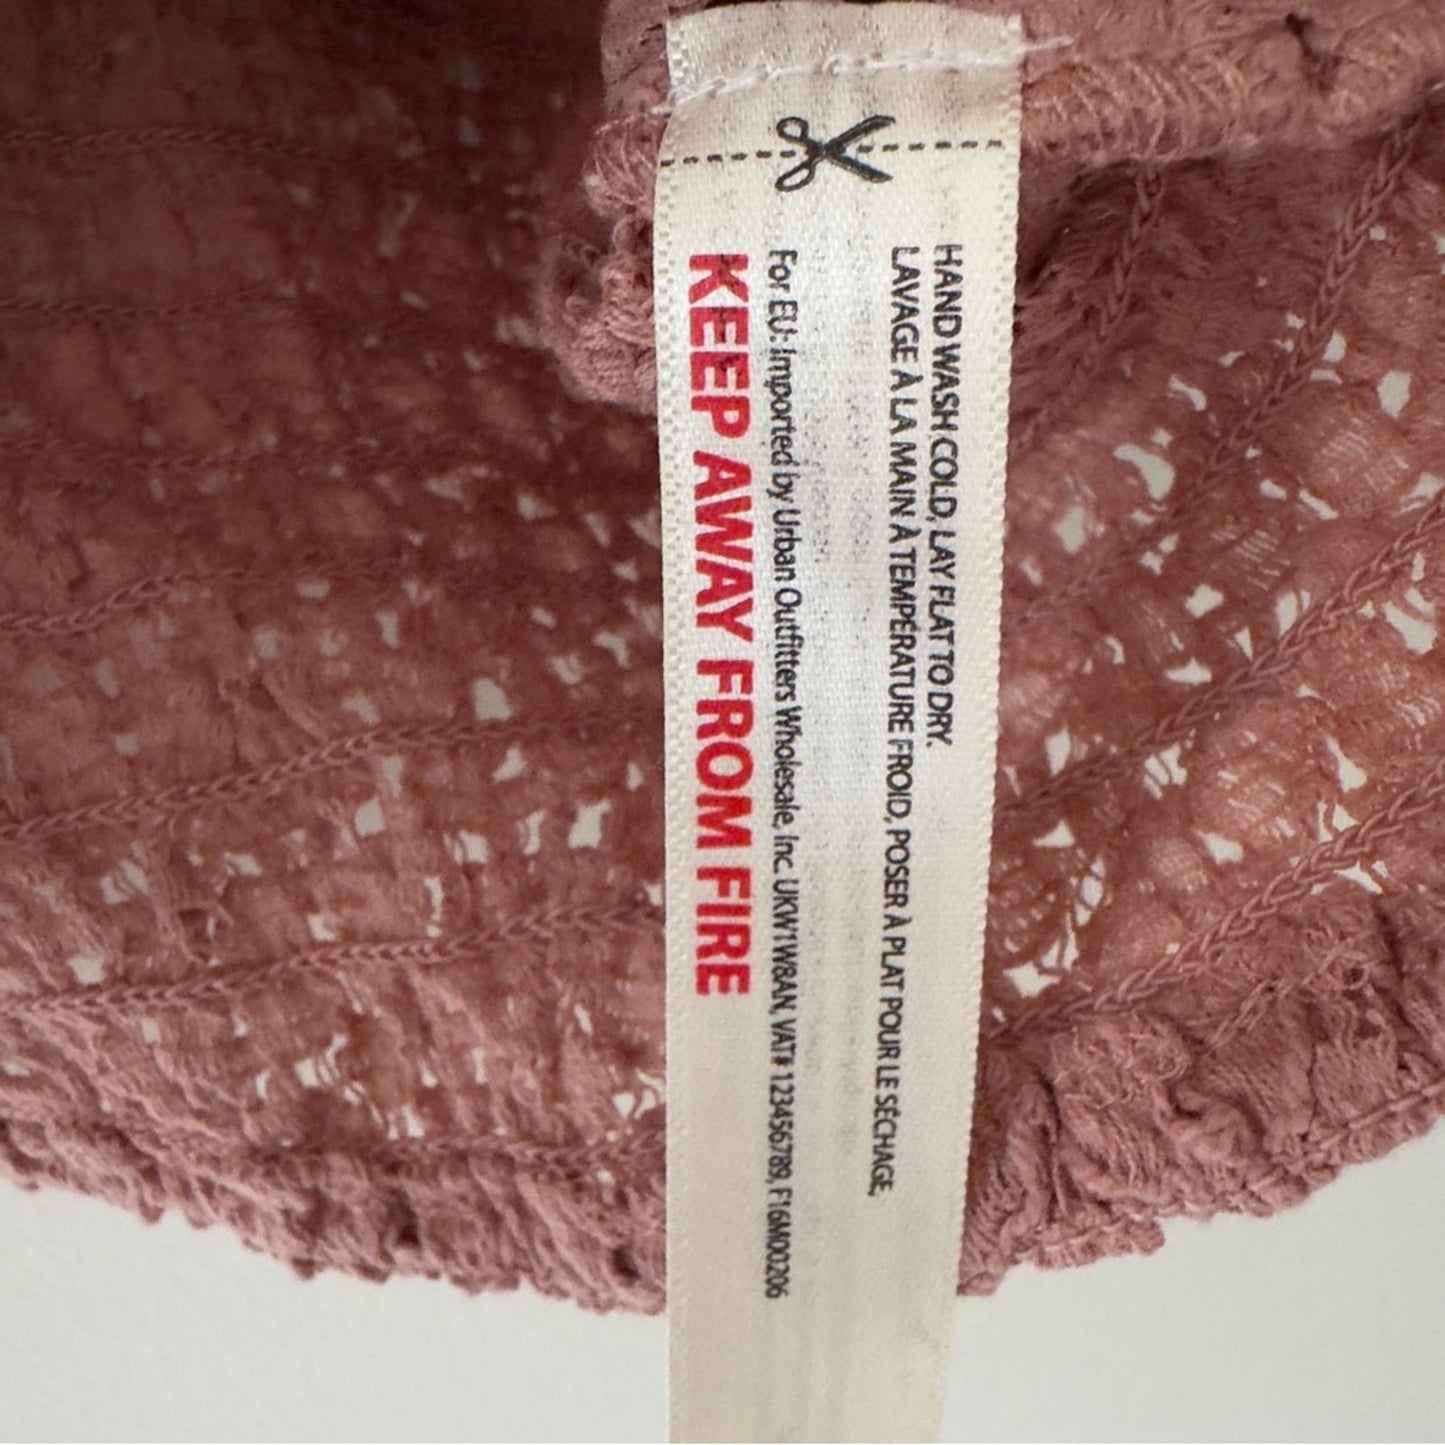 HAND WASH COLD, LAY FLAT TO DRY.
LAVAGE À LA MAIN À TEMPÉRATURE FROID, POSER À PLAT POUR LE SÉCHAGE,
For EU: Imported by Urban Outfitters Wholesale, Inc. UKW1W8AN, VAT# 123456789, F16M00206
KEEP AWAY FROM FIRE